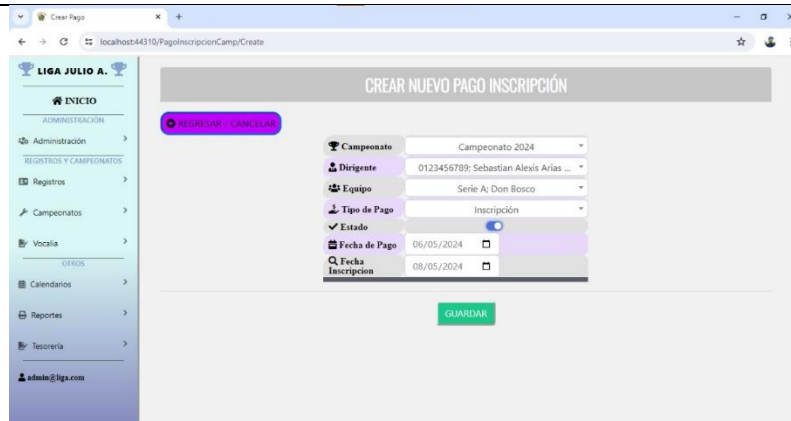 Crear Pago
localhost:44310/PagoInscripcionCamp/Create
LIGA JULIO A.
INICIO
ADMINISTRACIÓN
Administración
REGISTROS Y CAMPEONATOS
Registros
Campeonatos
Vocalia
OTROS
Calendarios
Reportes
Tesorería
admin@liga.com
CREAR NUEVO PAGO INSCRIPCIÓN
REGRESAR / CANCELAR
Campeonato Campeonato 2024
Dirigente 0123456789; Sebastian Alexis Arias ...
Equipo Serie A; Don Bosco
Tipo de Pago Inscripción
Estado
Fecha de Pago 06/05/2024
Fecha
Inscripcion 08/05/2024
GUARDAR